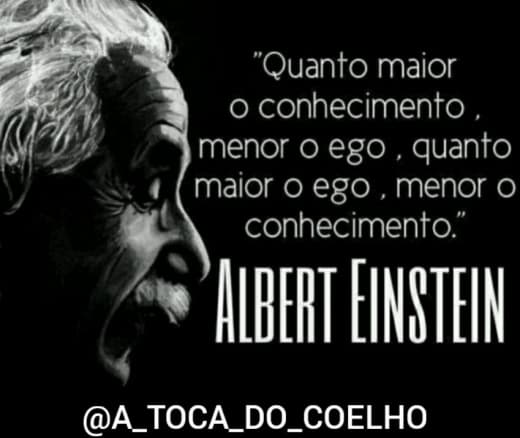 "Quanto maior
o conhecimento ,
menor o ego , quanto
maior o ego , menor o
conhecimento."
ALBERT EINSTEIN
@A_TOCA_DO_COELHO